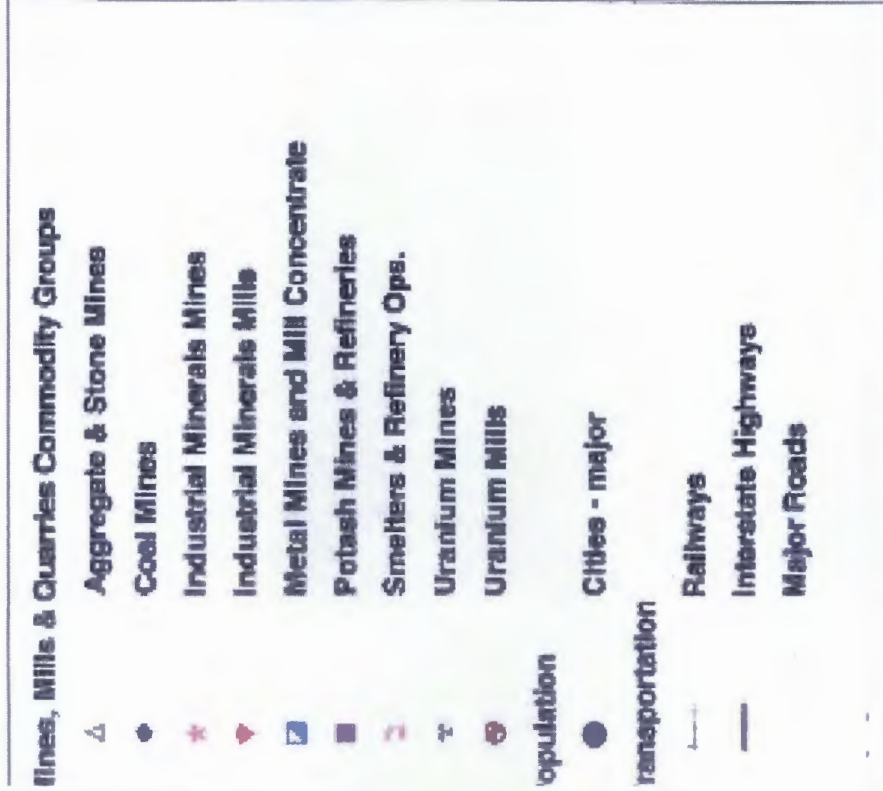 lines, Mills & Quarries Commodity Groups
Aggregate & Stone Mines
Coal Mines
Industrial Minerals Mines
Industrial Minerals Mills
Metal Mines and Mill Concentrate
Potash Mines & Refineries
Smelters & Refinery Ops.
Uranium Mines
Uranium Mills
opulation
Cities - major
ransportation
Railways
Interstate Highways
Major Roads